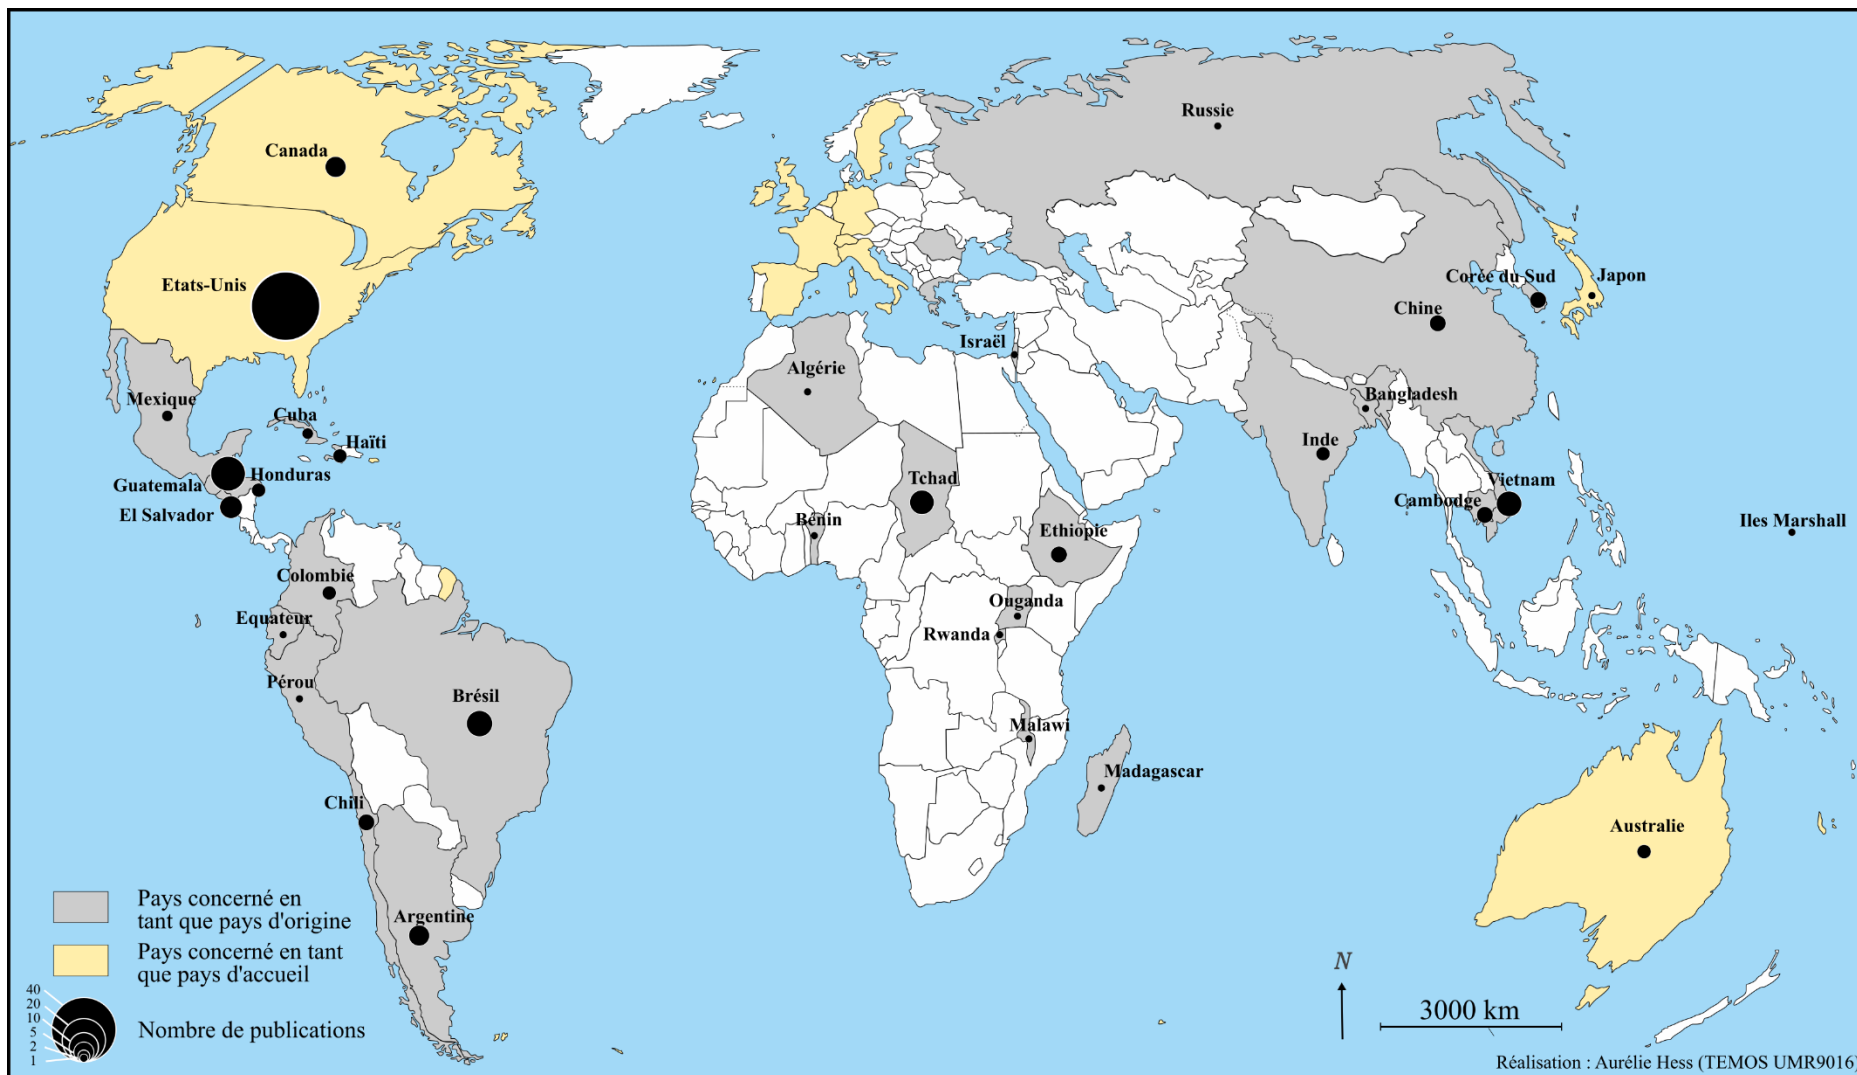 Russie
Canada
Etats-Unis
Corée du Sud
Japon
Chine
Israël
Algérie
Mexique
Bangladesh
Cuba
Haïti
Inde
Guatemala
Honduras
Tchad
Vietnam
El Salvador
Cambodge
Bénin
Iles Marshall
Ethiopie
Colombie
Ouganda
Equateur
Rwanda
Pérou
Brésil
Malawi
Madagascar
Chili
Australie
Argentine
Pays concerné en
tant que pays d'origine
Pays concerné en tant
que pays d'accueil
40
20
10
5
2
1
Nombre de publications
N
3000 km
Réalisation : Aurélie Hess (TEMOS UMR9016)